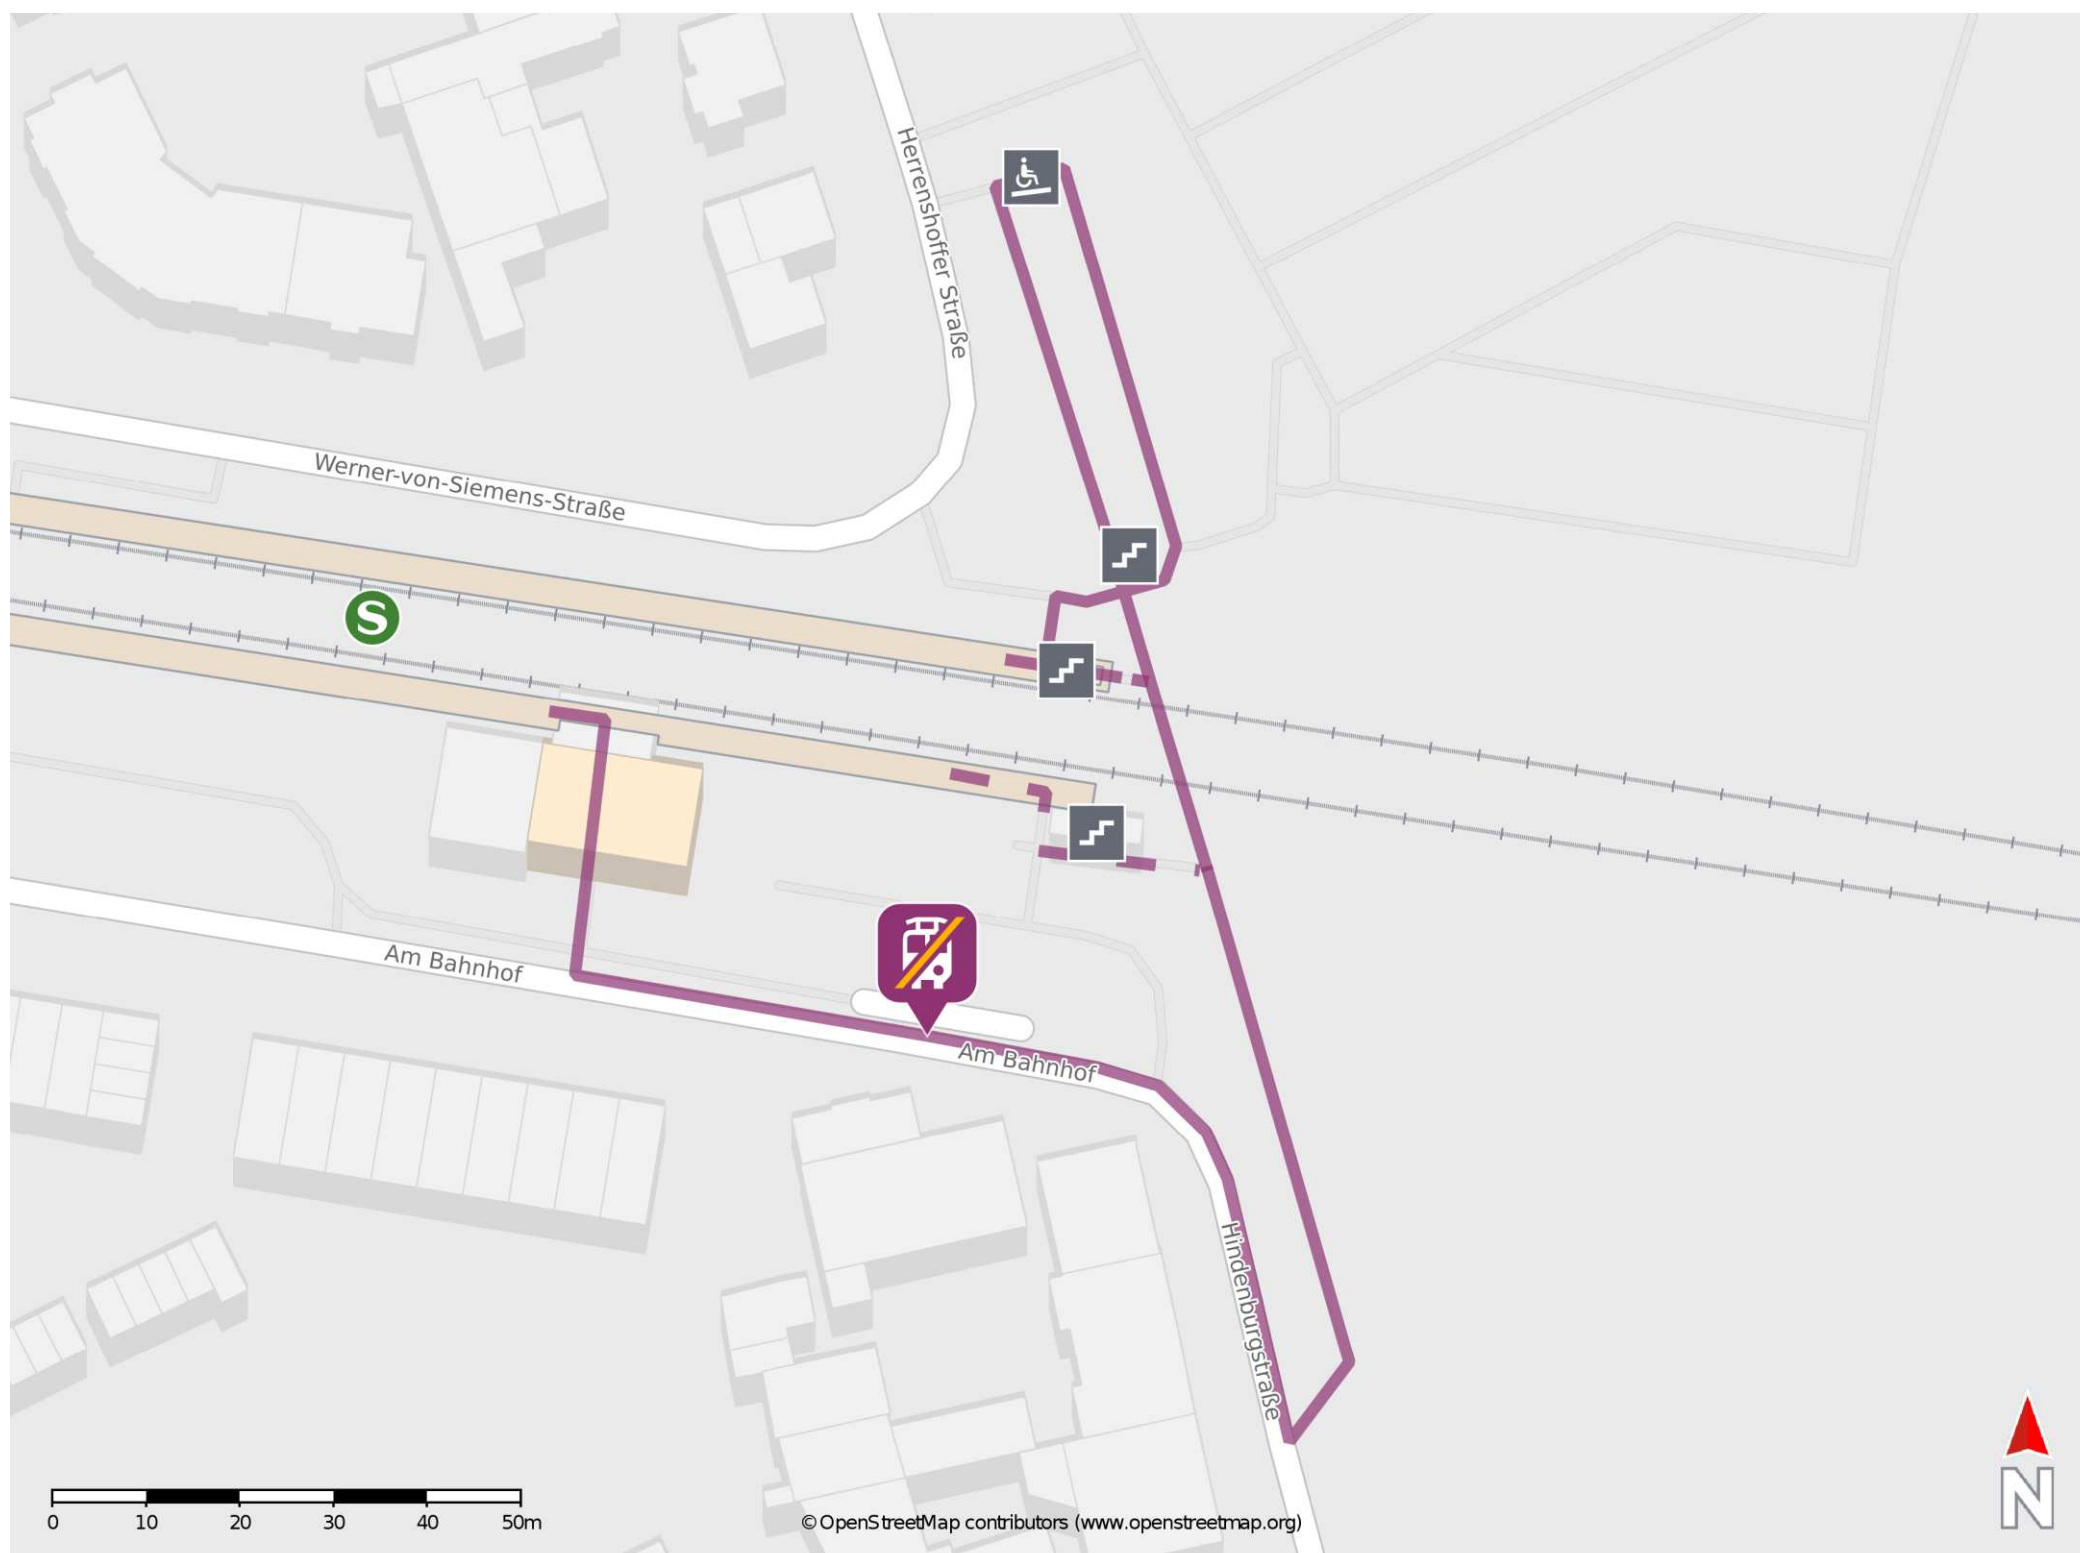 Herrenshoffer Straße
Werner-von-Siemens-Straße
S
Am Bahnhof
Am Bahnhof
Hindenburgstraße
0 10 20 30 40 50m
© OpenStreetMap contributors (www.openstreetmap.org)
N